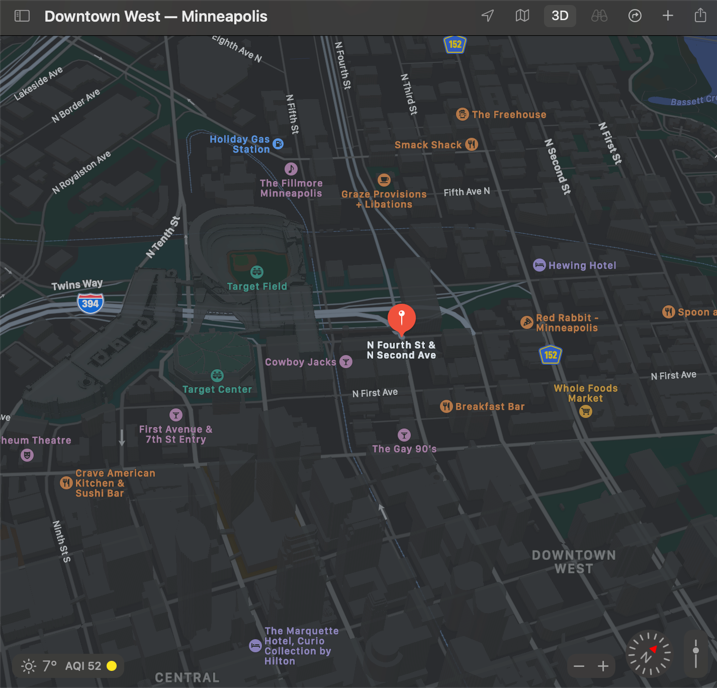 Downtown West — Minneapolis
3D
152
Eighth Ave N
N Fourth St
Lakeside Ave
N Border Ave
N Third St
N Fifth St
Bassett Cre
The Freehouse
Smack Shack
N First St
N Second St
Holiday Gas
Station
The Fillmore
Minneapolis
N Royalston Ave
Graze Provisions
+ Libations
Fifth Ave N
N Tenth St
Hewing Hotel
Target Field
Twins Way
394
Red Rabbit -
Minneapolis
Spoon a
N Fourth St &
N Second Ave
152
Cowboy Jacks
Target Center
N First Ave
N First Ave
Whole Foods
Market
Breakfast Bar
ve
First Avenue &
7th St Entry
heum Theatre
The Gay 90's
Crave American
Kitchen &
Sushi Bar
Ninth St S
DOWNTOWN
WEST
The Marquette
Hotel, Curio
Collection by
Hilton
7° AQI 52
CENTRAL
− +
N